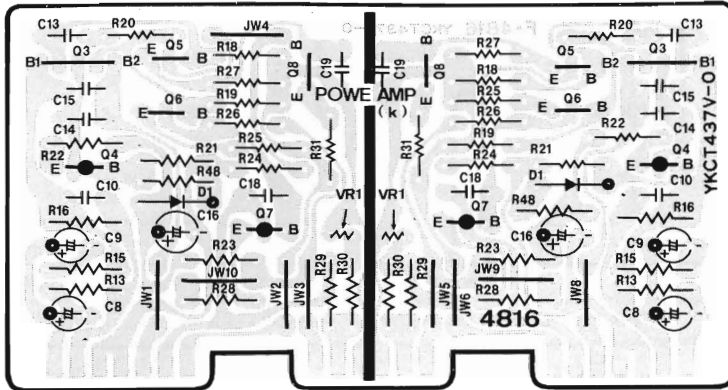 C13 R20 JW4 F-4816 YKCT437-O R20 C13
Q3 E Q5 B R18 B C19 C19 B R27 Q5 Q3
B1 B2 E B Q8 Q8 E B B2 B1
R27 R18
C15 R19 E POWE AMP E R25 Q6 C15
C14 E Q6 B R26 (k) R26 E B R22 C14
R25 R31 R31 R19
R22 Q4 R21 R24 R24 R21 Q4
E B R48 C18 E B
C10 D1 C18 VR1 VR1 D1 C10
R16 C16 Q7 Q7 R48 R16
C9 + - E B E B C16 + - C9
R15 R23 R23 R15
R13 JW1 JW10 JW2 JW3 R29 R30 R30 R29 JW5 JW6 JW9 JW8 R13
C8 R28 R28 C8
4816
YKCT437V-O